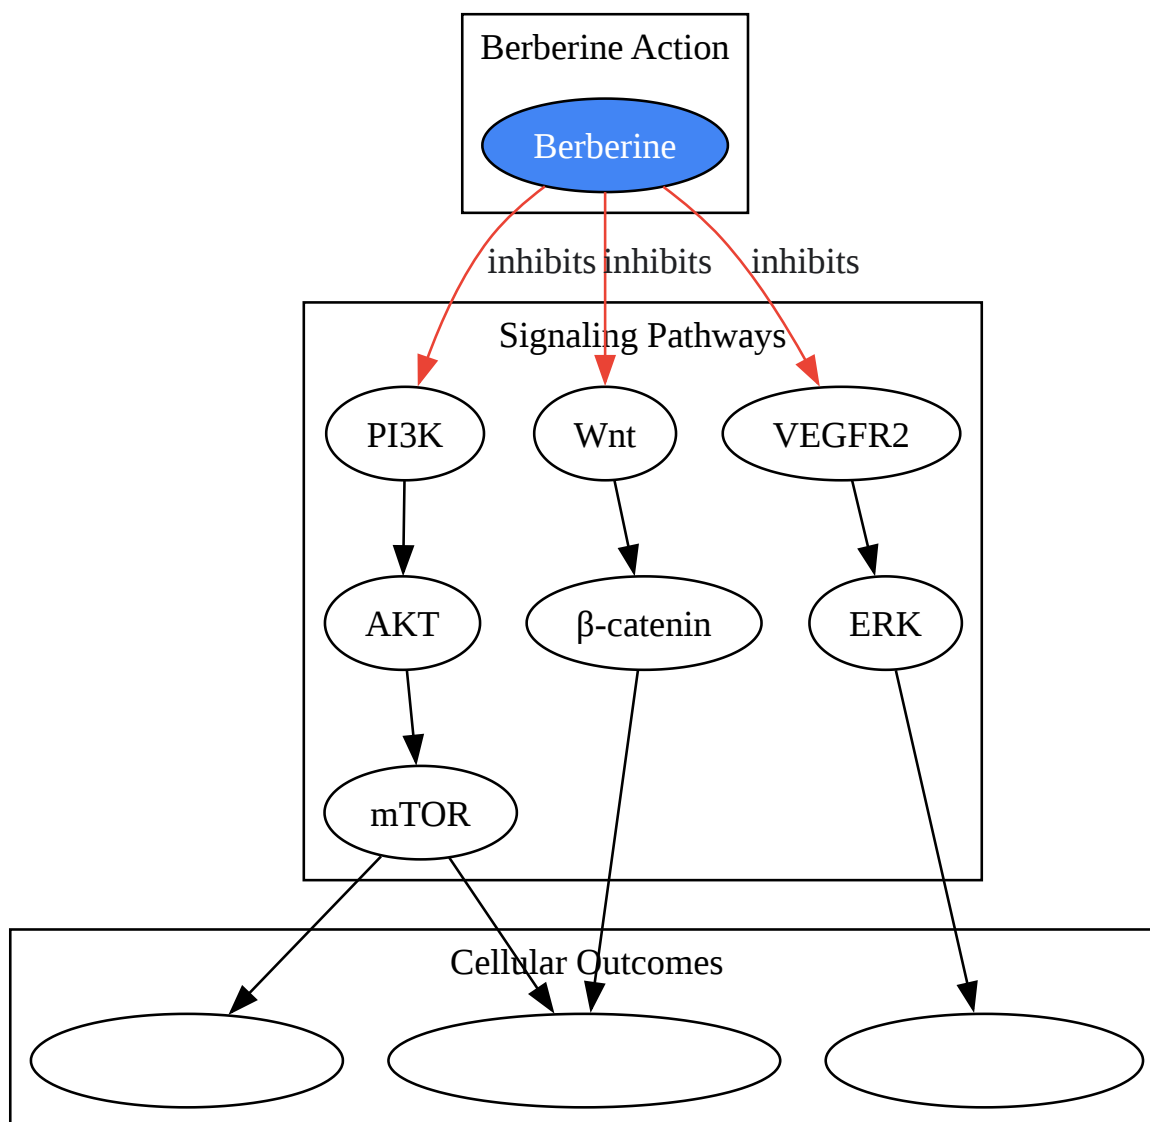 Berberine Action
Berberine
inhibits inhibits inhibits
Signaling Pathways
PI3K Wnt VEGFR2
AKT β-catenin ERK
mTOR
Cellular Outcomes